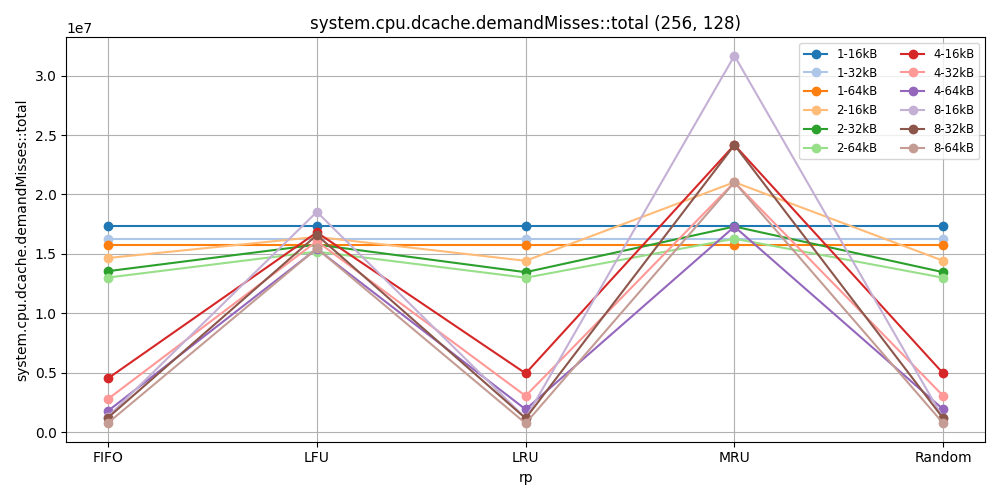 system.cpu.dcache.demandMisses::total (256, 128)
1e7
3.0
2.5
2.0
1.5
1.0
0.5
0.0
system.cpu.dcache.demandMisses::total
1-16kB
1-32kB
1-64kB
2-16kB
2-32kB
2-64kB
4-16kB
4-32kB
4-64kB
8-16kB
8-32kB
8-64kB
FIFO LFU LRU MRU Random
rp